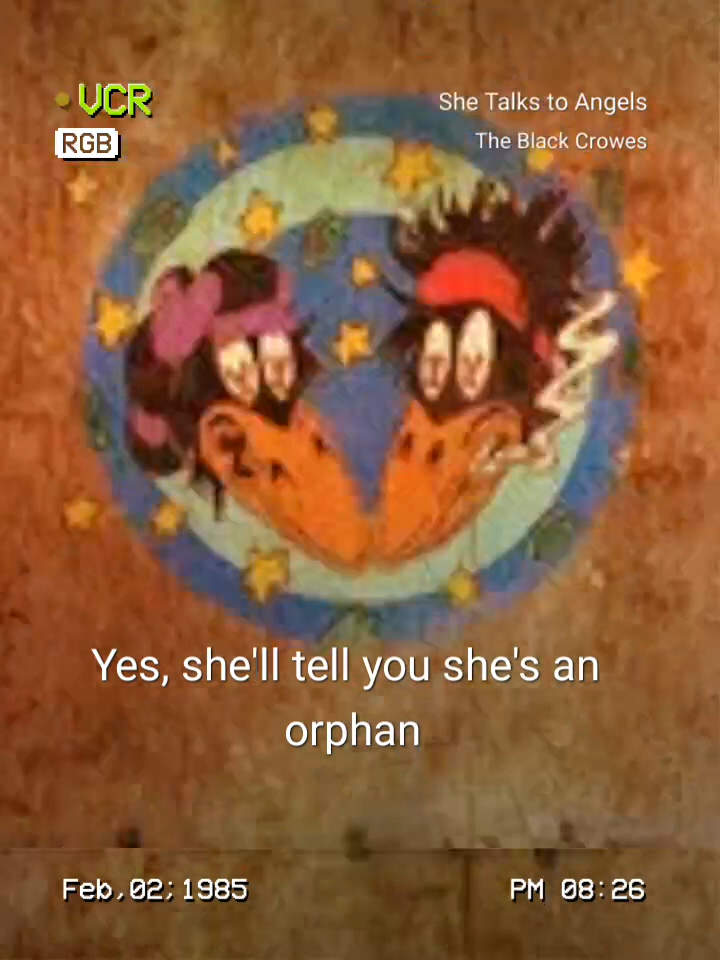 VCR
RGB
She Talks to Angels
The Black Crowes
Yes, she'll tell you she's an
orphan
Feb,02;1985
PM 08:26